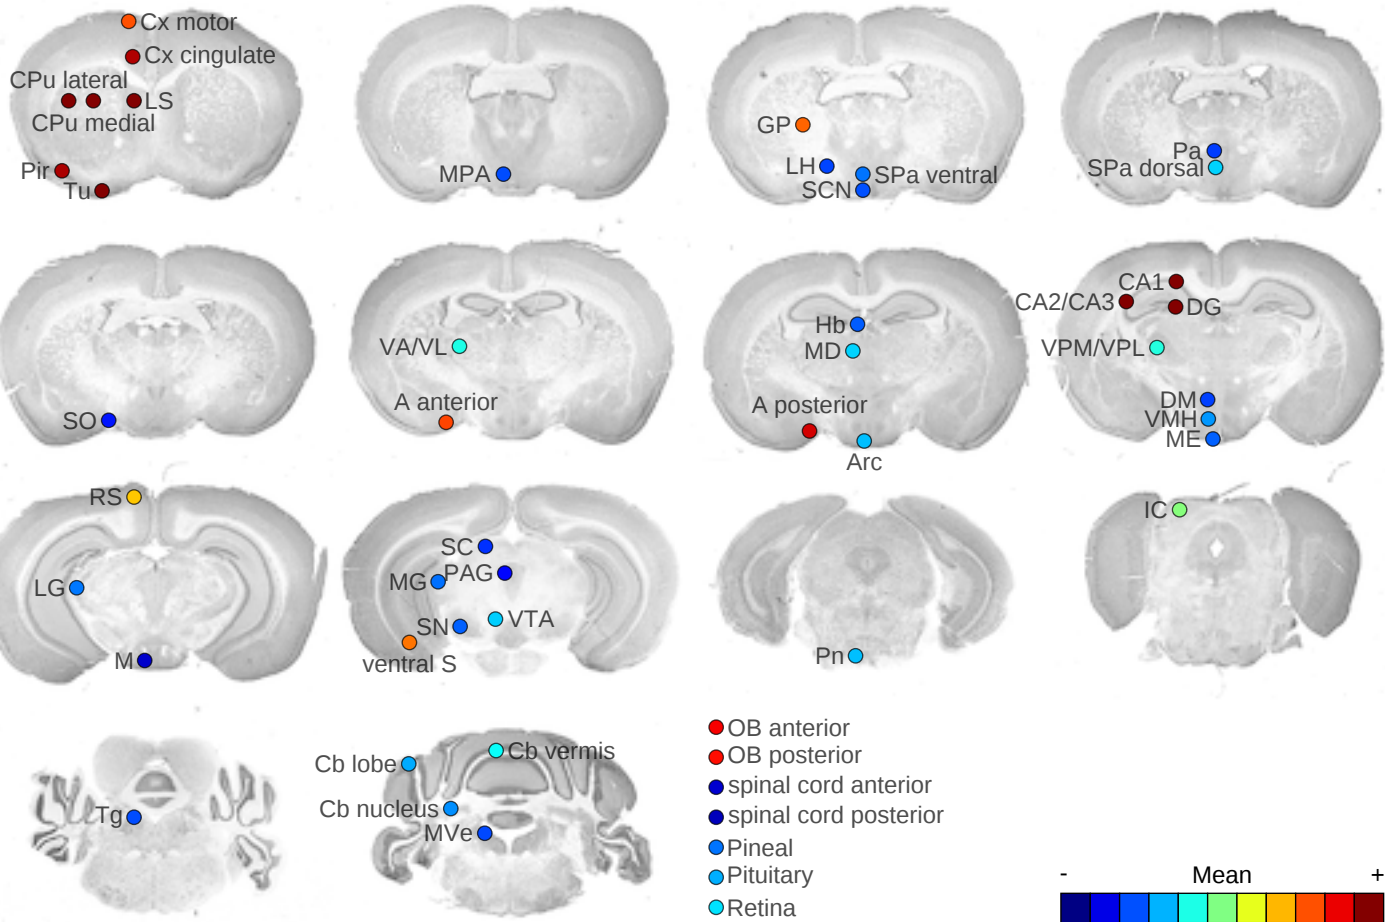 Cx motor
Cx cingulate
CPu lateral
LS
CPu medial
Pir
Tu
MPA
GP
LH
SPa ventral
SCN
Pa
SPa dorsal
SO
VA/VL
A anterior
Hb
MD
A posterior
Arc
CA1
CA2/CA3
DG
VPM/VPL
DM
VMH
ME
RS
LG
M
SC
PAG
MG
VTA
SN
ventral S
Pn
IC
Tg
Cb vermis
Cb lobe
Cb nucleus
MVe
OB anterior
OB posterior
spinal cord anterior
spinal cord posterior
Pineal
Pituitary
Retina
- Mean +